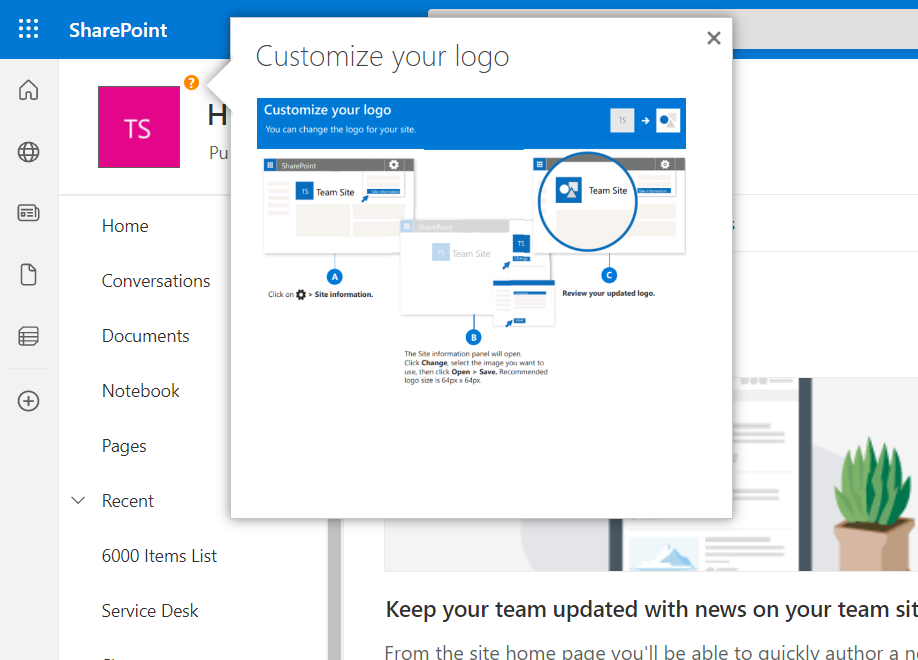 SharePoint
TS
?
H
Pu
Customize your logo
Customize your logo
You can change the logo for your site.
TS
SharePoint
TS Team Site
Site information
A
Click on > Site information.
SharePoint
TS Team Site
TS
Change
B
The Site information panel will open.
Click Change, select the image you want to
use, then click Open > Save. Recommended
logo size is 64px x 64px.
Team Site
Site information
C
Review your updated logo.
Home
Conversations
Documents
Notebook
Pages
Recent
6000 Items List
Service Desk
Keep your team updated with news on your team sit
From the site home page you'll be able to quickly author a ne